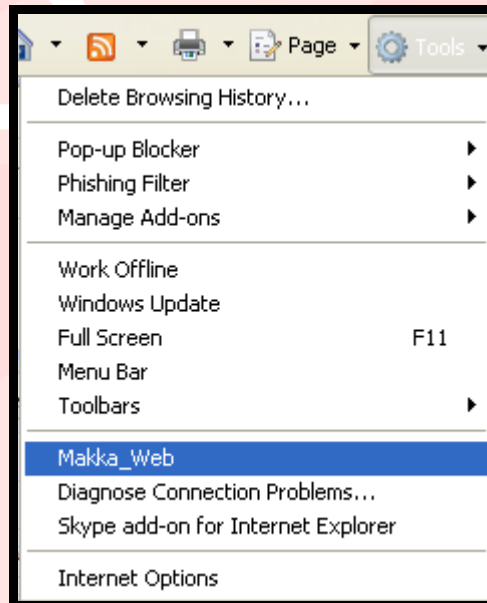 Page Tools
Delete Browsing History...
Pop-up Blocker
Phishing Filter
Manage Add-ons
Work Offline
Windows Update
Full Screen F11
Menu Bar
Toolbars
Makka_Web
Diagnose Connection Problems...
Skype add-on for Internet Explorer
Internet Options